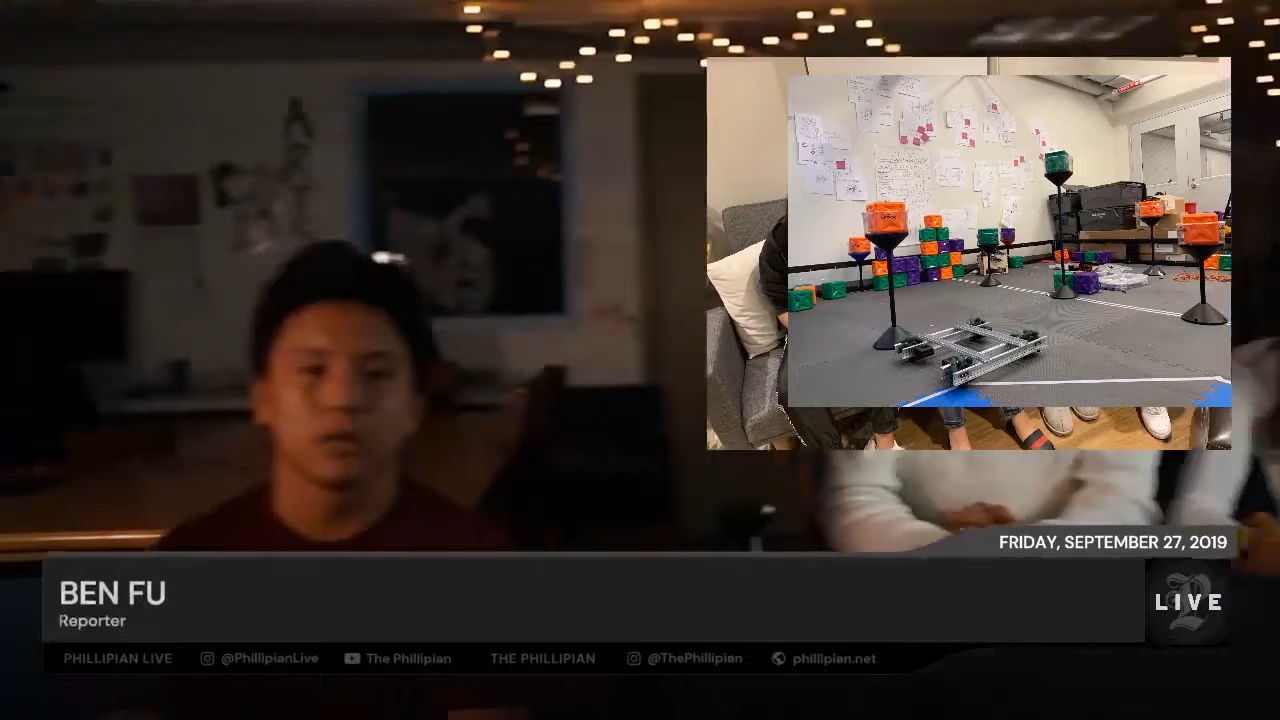 FRIDAY, SEPTEMBER 27, 2019
BEN FU
Reporter
LIVE
PHILLIPIAN LIVE @PhillipianLive The Phillipian THE PHILLIPIAN @ThePhillipian phillipian.net